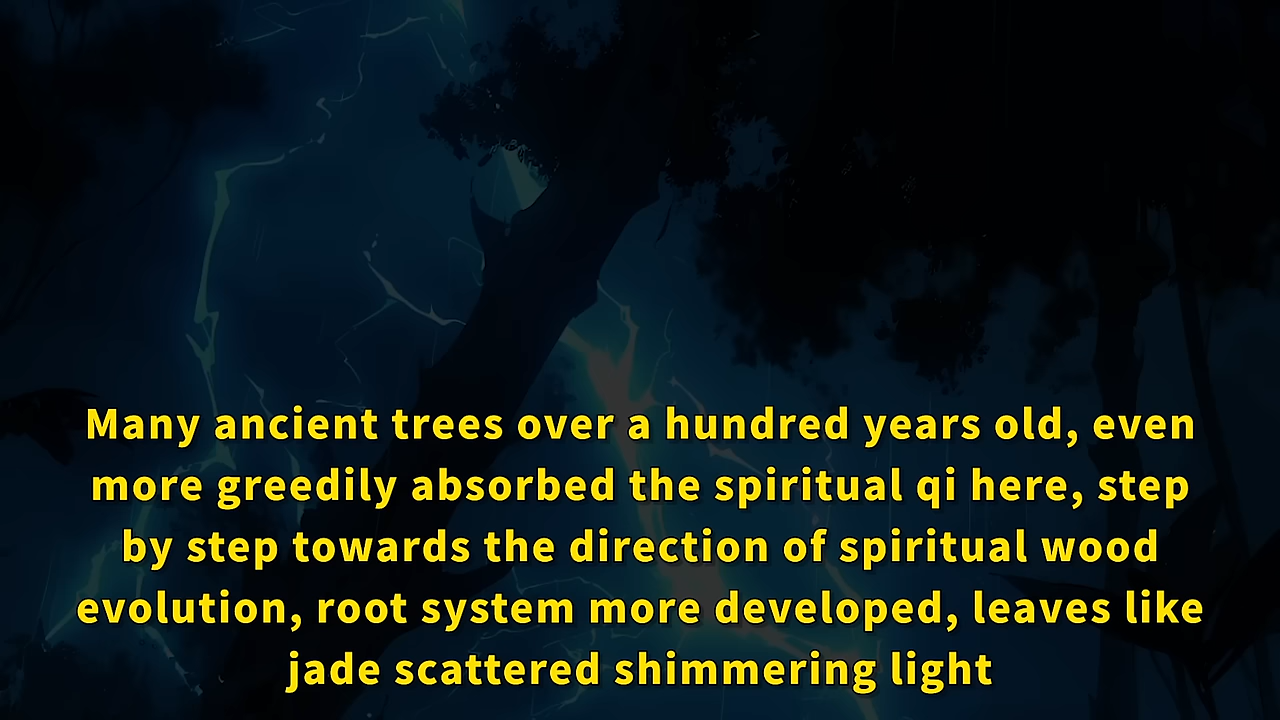 Many ancient trees over a hundred years old, even
more greedily absorbed the spiritual qi here, step
by step towards the direction of spiritual wood
evolution, root system more developed, leaves like
jade scattered shimmering light